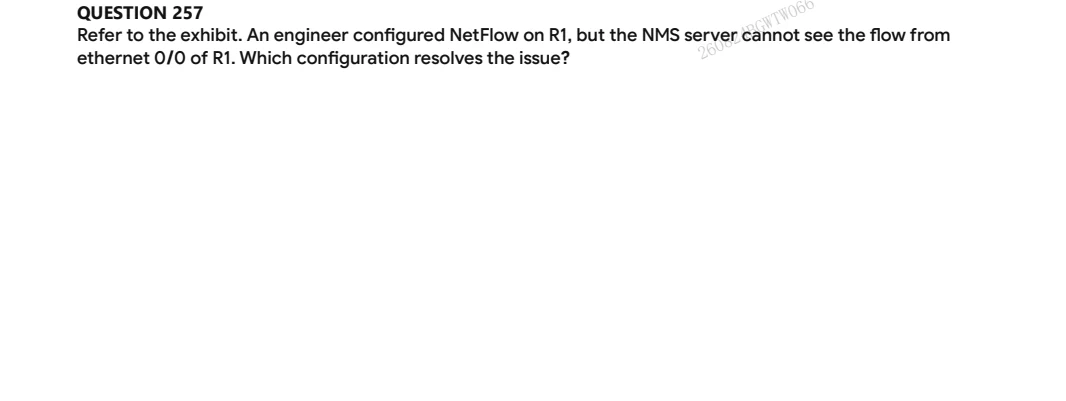 QUESTION 257
Refer to the exhibit. An engineer configured NetFlow on R1, but the NMS server cannot see the flow from
ethernet 0/0 of R1. Which configuration resolves the issue?